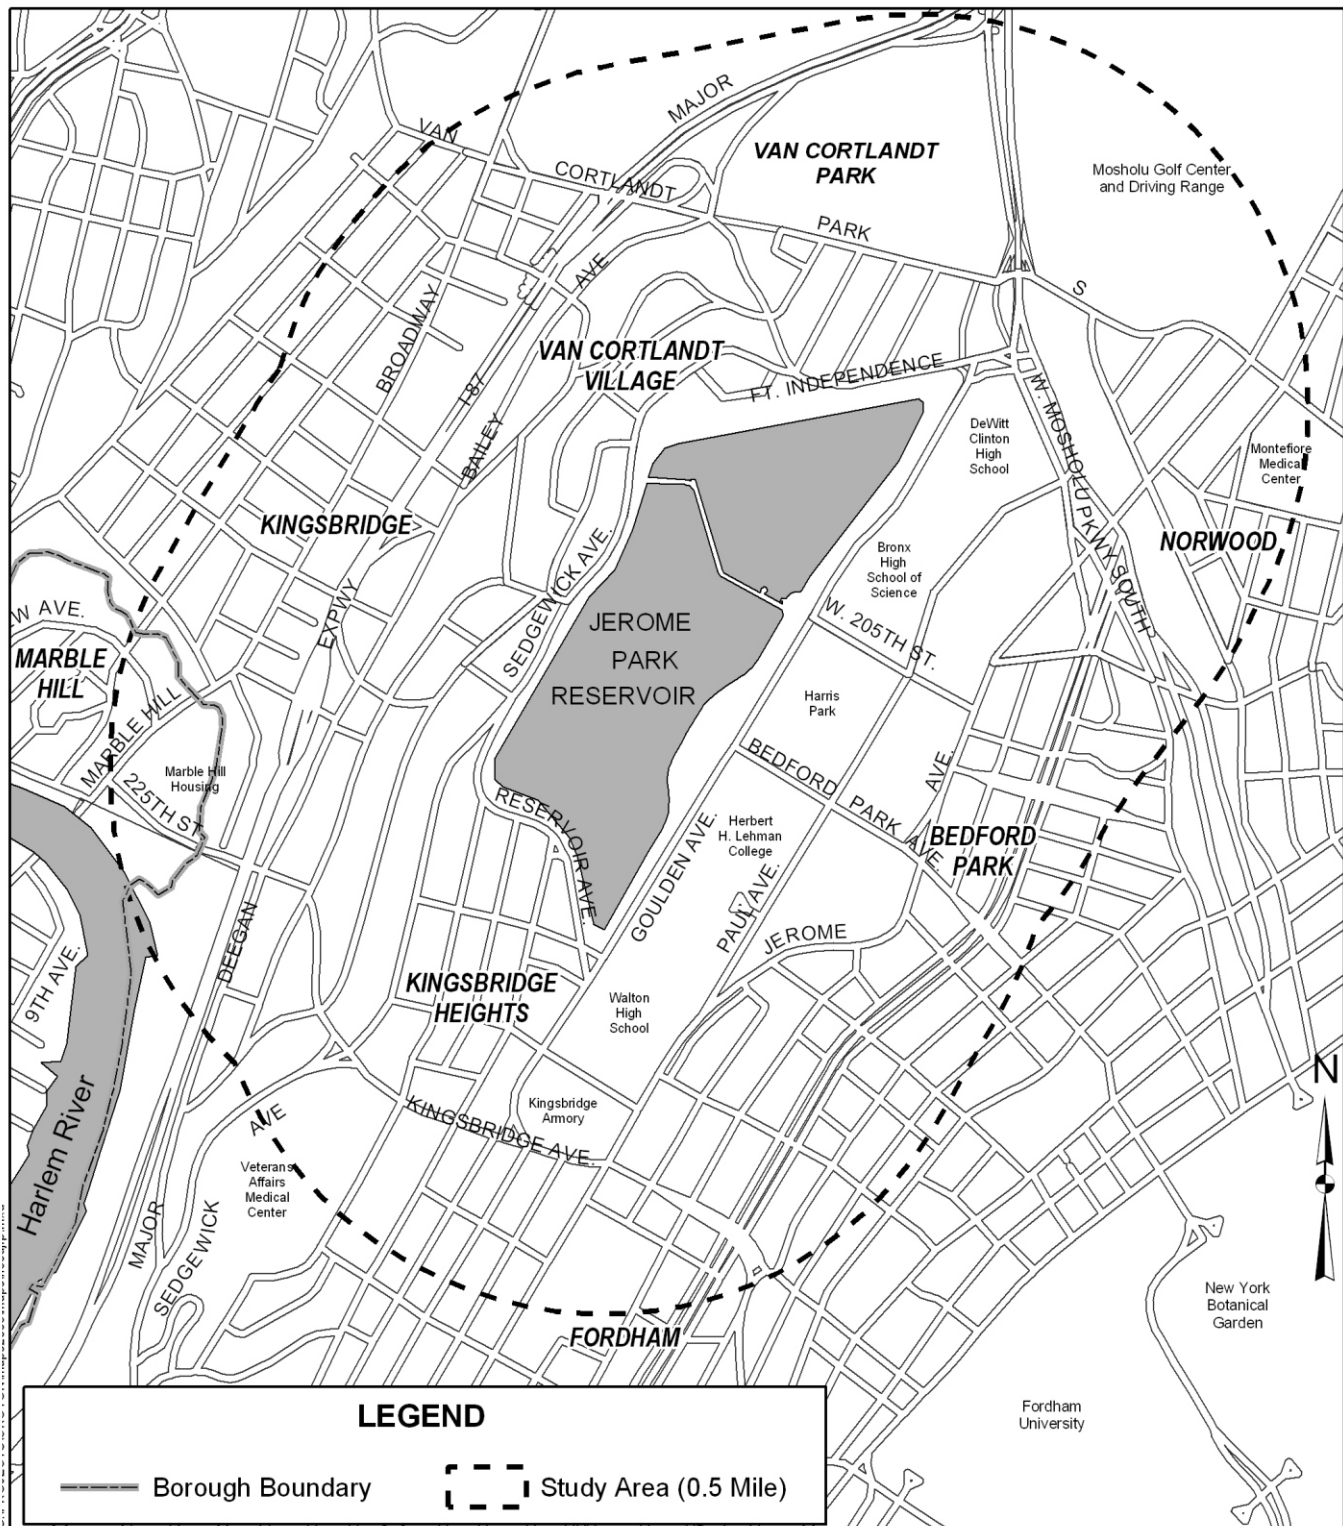 VAN
MAJOR
CORTLANDT
VAN CORTLANDT
PARK
PARK
Mosholu Golf Center
and Driving Range
S
AVE
BROADWAY
VAN CORTLANDT
VILLAGE
I-87
BAILEY
FT. INDEPENDENCE
W. MOSHOLU PKWY SOUTH
DeWitt
Clinton
High
School
Montefiore
Medical
Center
KINGSBRIDGE
NORWOOD
Bronx
High
School of
Science
SEDGEWICK AVE.
EXPWY
W AVE.
MARBLE
HILL
MARBLE HILL
225TH ST.
Marble Hill
Housing
JEROME
PARK
RESERVOIR
W. 205TH ST.
Harris
Park
BEDFORD
PARK AVE.
AVE.
BEDFORD
PARK
RESERVOIR AVE.
Herbert
H. Lehman
College
GOULDEN AVE.
PAUL AVE.
JEROME
DEEGAN
9TH AVE.
KINGSBRIDGE
HEIGHTS
Walton
High
School
Kingsbridge
Armory
KINGSBRIDGE AVE.
AVE
Veterans
Affairs
Medical
Center
Harlem River
MAJOR
SEDGEWICK
N
New York
Botanical
Garden
FORDHAM
Fordham
University
LEGEND
Borough Boundary
Study Area (0.5 Mile)